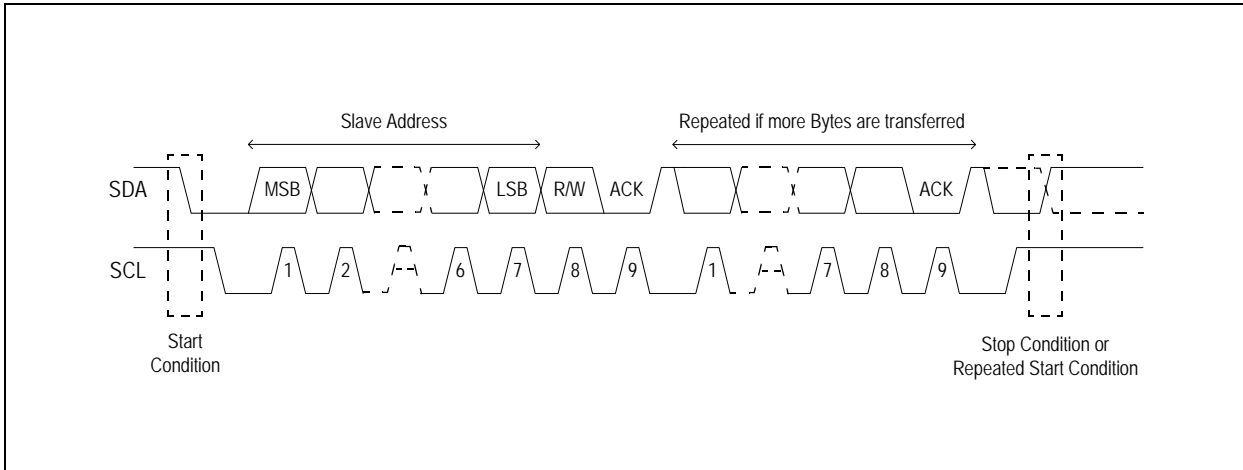 Slave Address
Repeated if more Bytes are transferred
SDA
MSB
LSB
R/W
ACK
ACK
SCL
1
2
6
7
8
9
1
7
8
9
Start
Condition
Stop Condition or
Repeated Start Condition